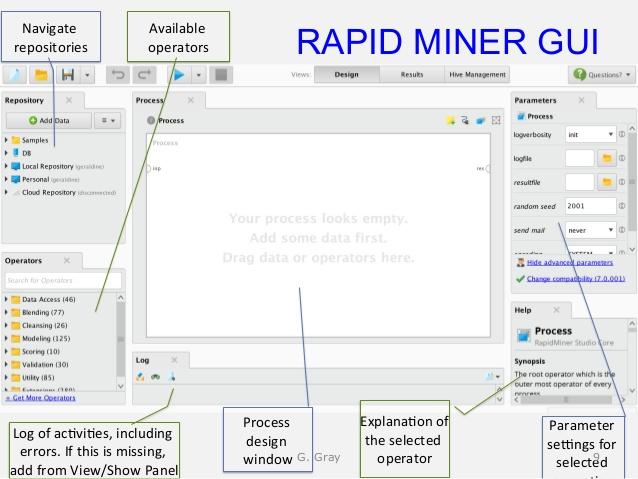 Navigate
repositories
Available
operators
RAPID MINER GUI
Views:
Design
Results
Hive Management
Questions?
Repository
Add Data
Samples
DB
Local Repository (geraldine)
Personal (geraldine)
Cloud Repository (disconnected)
Process
Process
Process
inp
res
Your process looks empty.
Add some data first.
Drag data or operators here.
Parameters
Process
logverbosity
init
logfile
resultfile
random seed
2001
send mail
never
Hide advanced parameters
Change compatibility (7.0.001)
Operators
Search for Operators
Data Access (46)
Blending (77)
Cleansing (26)
Modeling (125)
Scoring (10)
Validation (30)
Utility (85)
+ Get More Operators
Log
Help
Process
RapidMiner Studio Core
Synopsis
The root operator which is the
outer most operator of every
process.
Log of activities, including
errors. If this is missing,
add from View/Show Panel
Process
design
window
G. Gray
Explanation of
the selected
operator
Parameter
settings for
selected
9